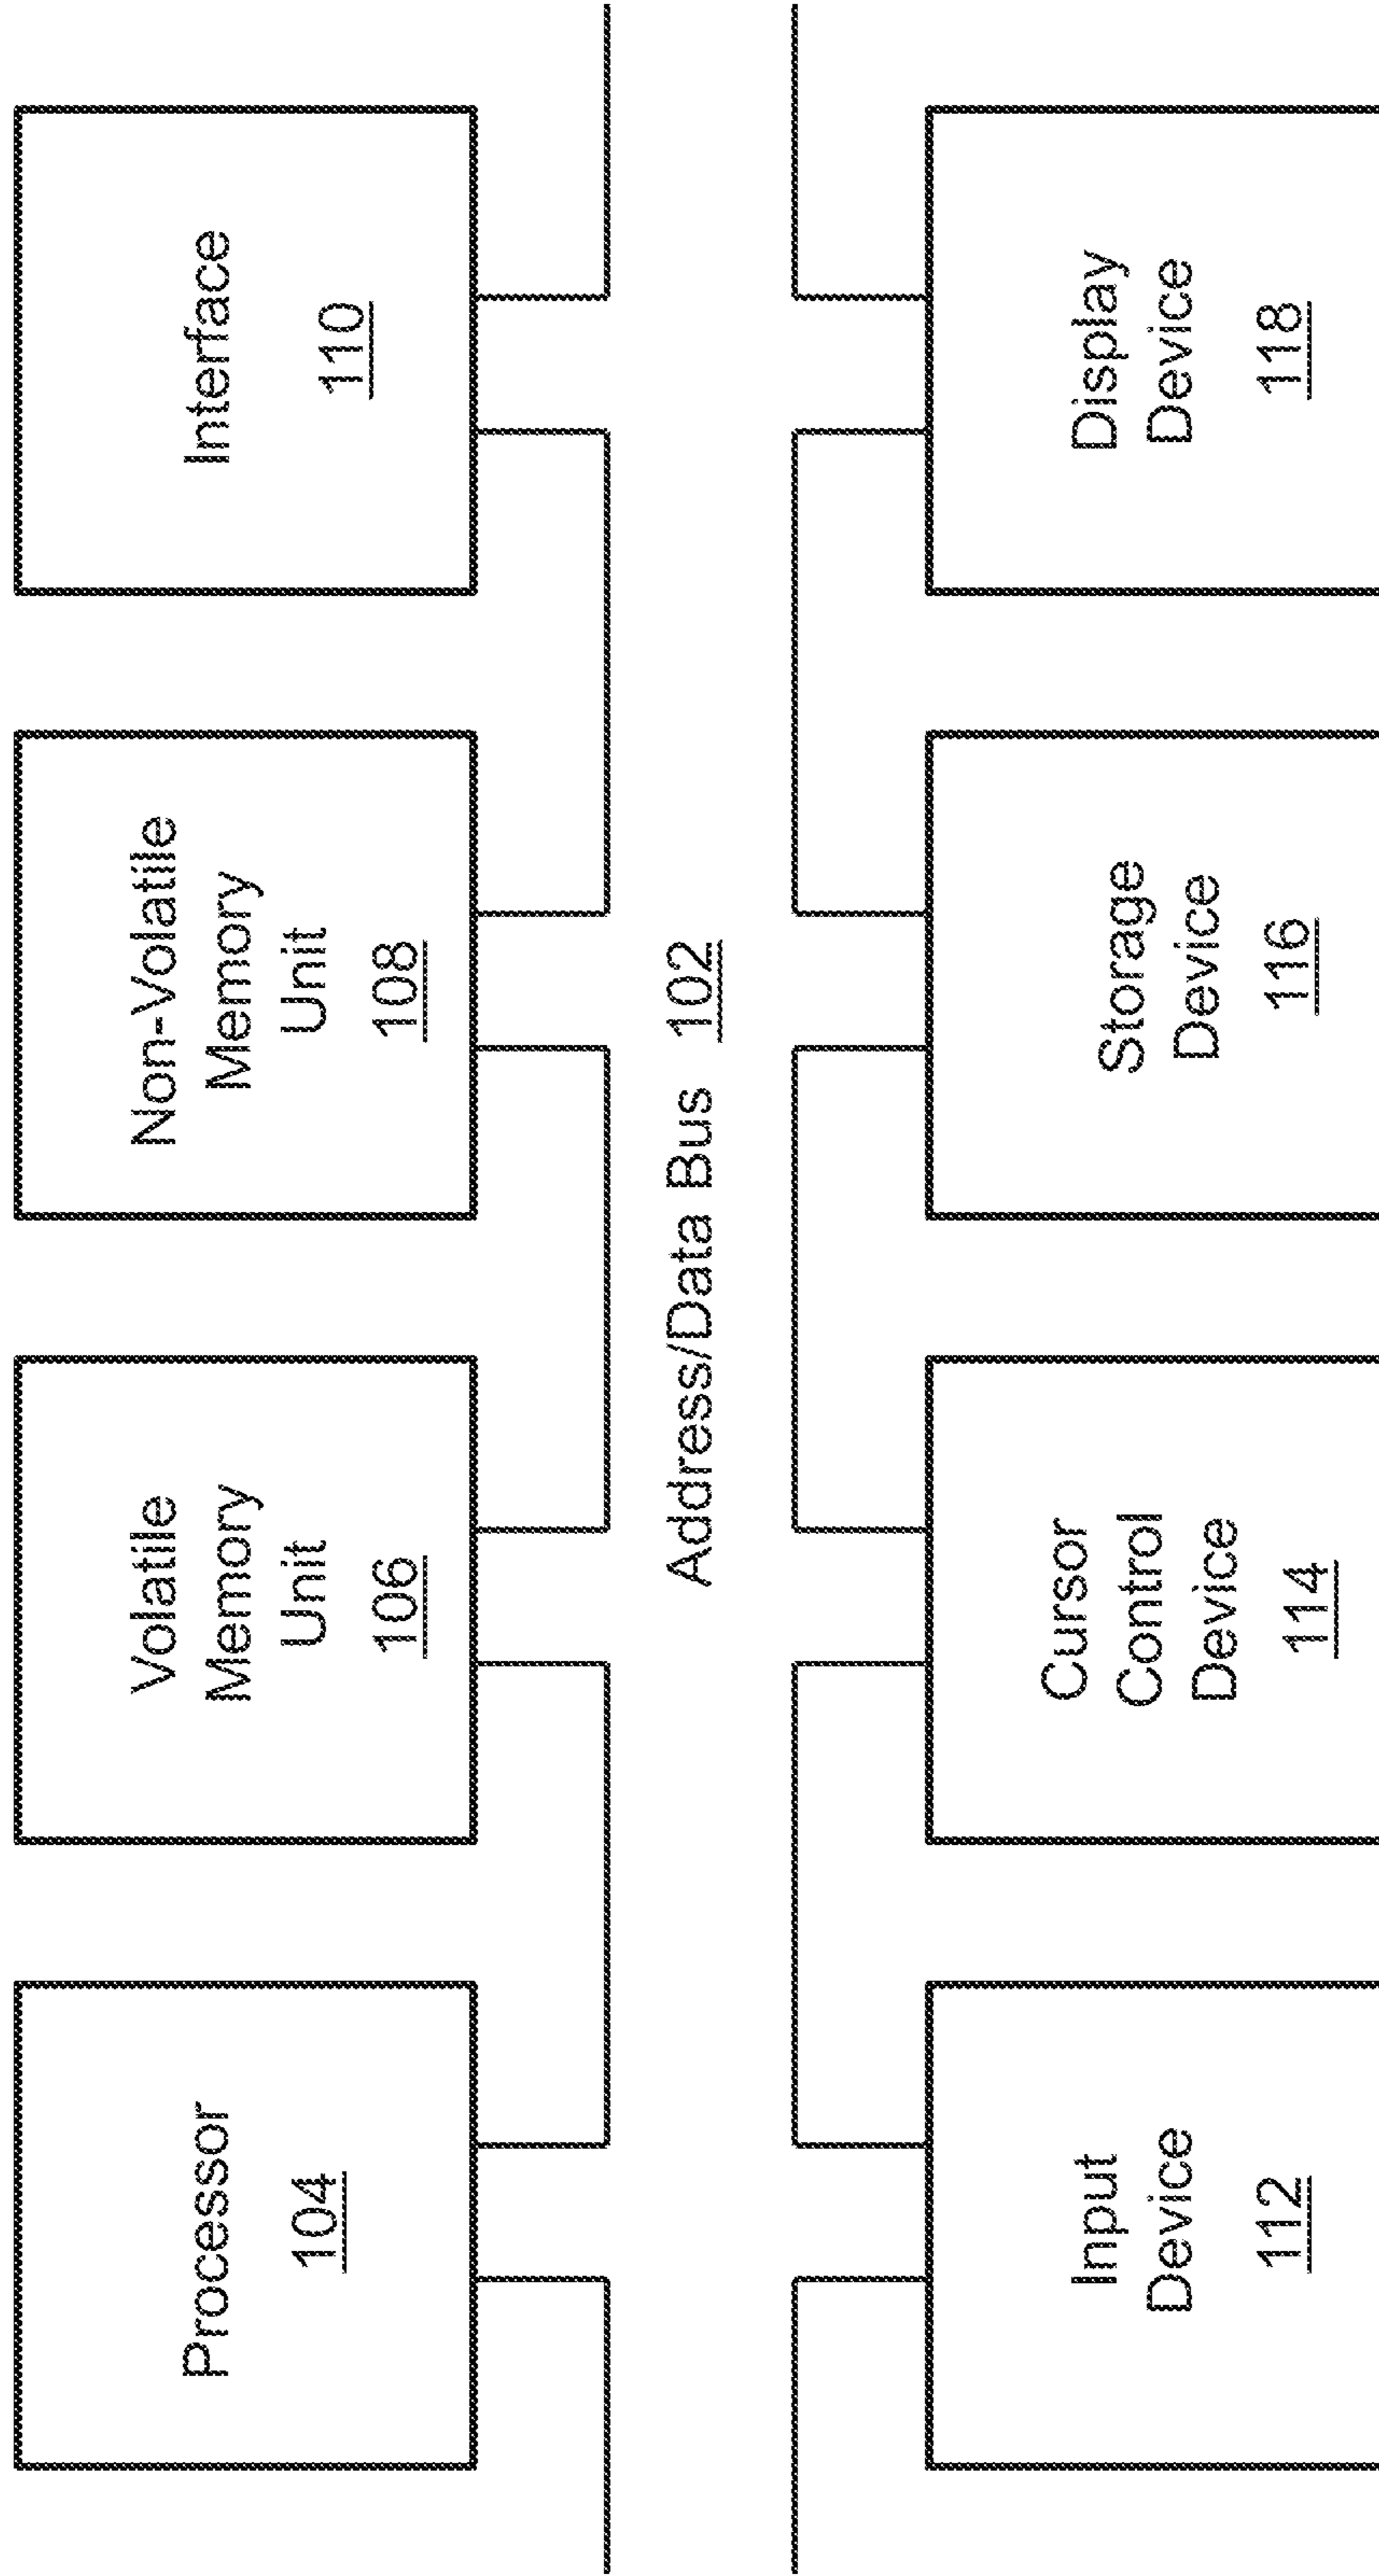 Processor
104
Volatile
Memory
Unit
106
Non-Volatile
Memory
Unit
108
Interface
110
Address/Data Bus 102
Input
Device
112
Cursor
Control
Device
114
Storage
Device
116
Display
Device
118